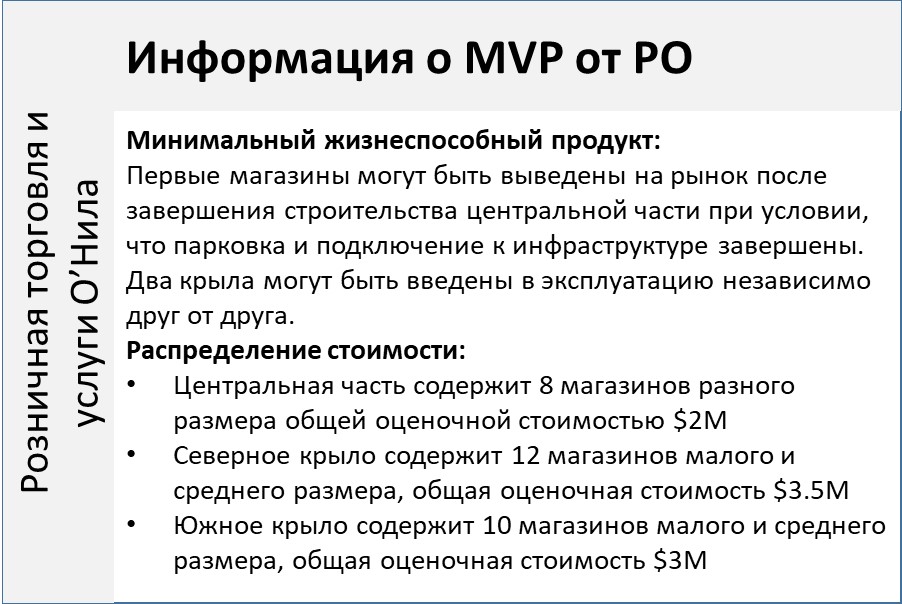 Информация о MVP от PO
Розничная торговля и
услуги О’Нила
Минимальный жизнеспособный продукт:
Первые магазины могут быть выведены на рынок после
завершения строительства центральной части при условии,
что парковка и подключение к инфраструктуре завершены.
Два крыла могут быть введены в эксплуатацию независимо
друг от друга.
Распределение стоимости:
• Центральная часть содержит 8 магазинов разного
размера общей оценочной стоимостью $2M
• Северное крыло содержит 12 магазинов малого и
среднего размера, общая оценочная стоимость $3.5M
• Южное крыло содержит 10 магазинов малого и среднего
размера, общая оценочная стоимость $3M